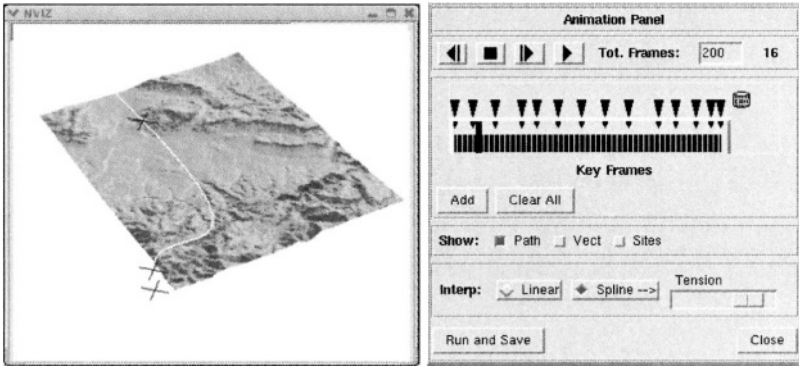 NVIZ
Animation Panel
Tot. Frames: 200 16
Key Frames
Add Clear All
Show: Path Vect Sites
Interp: Linear Spline --> Tension
Run and Save Close